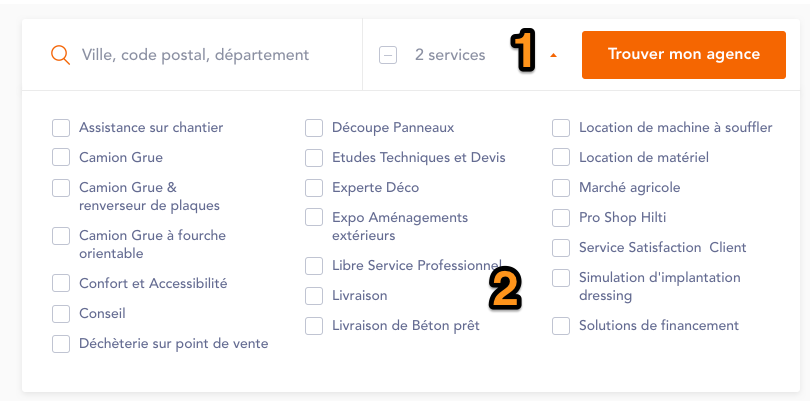 Ville, code postal, département
2 services
1
Trouver mon agence
Assistance sur chantier
Camion Grue
Camion Grue &
renverseur de plaques
Camion Grue à fourche
orientable
Confort et Accessibilité
Conseil
Déchèterie sur point de vente
Découpe Panneaux
Etudes Techniques et Devis
Experte Déco
Expo Aménagements
extérieurs
Libre Service Professionnel
2
Livraison
Livraison de Béton prêt
Location de machine à souffler
Location de matériel
Marché agricole
Pro Shop Hilti
Service Satisfaction  Client
Simulation d'implantation
dressing
Solutions de financement